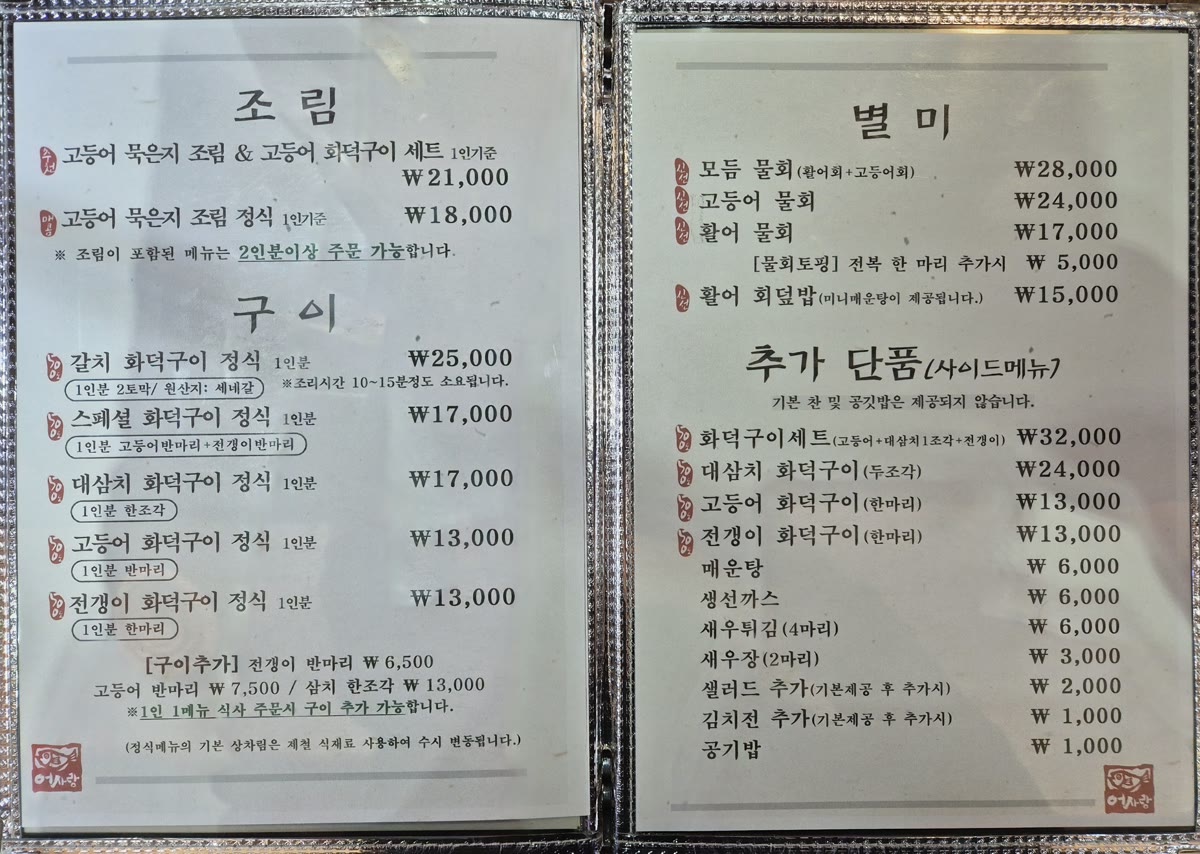 조림
추천 고등어 묵은지 조림 & 고등어 화덕구이 세트 1인기준
₩21,000
매콤 고등어 묵은지 조림 정식 1인기준 ₩18,000
※ 조림이 포함된 메뉴는 2인분이상 주문 가능합니다.
구이
갈치 화덕구이 정식 1인분 ₩25,000
1인분 2토막/ 원산지: 세네갈 ※조리시간 10~15분정도 소요됩니다.
스페셜 화덕구이 정식 1인분 ₩17,000
1인분 고등어반마리+전갱이반마리
대삼치 화덕구이 정식 1인분 ₩17,000
1인분 한조각
고등어 화덕구이 정식 1인분 ₩13,000
1인분 반마리
전갱이 화덕구이 정식 1인분 ₩13,000
1인분 한마리
[구이추가] 전갱이 반마리 ₩ 6,500
고등어 반마리 ₩ 7,500 / 삼치 한조각 ₩ 13,000
※1인 1메뉴 식사 주문시 구이 추가 가능합니다.
(정식메뉴의 기본 상차림은 제철 식재료 사용하여 수시 변동됩니다.)
어사랑
별미
신선 모듬 물회(활어회+고등어회) ₩28,000
신선 고등어 물회 ₩24,000
신선 활어 물회 ₩17,000
[물회토핑] 전복 한 마리 추가시 ₩ 5,000
신선 활어 회덮밥(미니매운탕이 제공됩니다.) ₩15,000
추가 단품(사이드메뉴)
기본 찬 및 공깃밥은 제공되지 않습니다.
화덕구이세트(고등어+대삼치1조각+전갱이) ₩32,000
대삼치 화덕구이(두조각) ₩24,000
고등어 화덕구이(한마리) ₩13,000
전갱이 화덕구이(한마리) ₩13,000
매운탕 ₩ 6,000
생선까스 ₩ 6,000
새우튀김(4마리) ₩ 6,000
새우장(2마리) ₩ 3,000
샐러드 추가(기본제공 후 추가시) ₩ 2,000
김치전 추가(기본제공 후 추가시) ₩ 1,000
공기밥 ₩ 1,000
어사랑